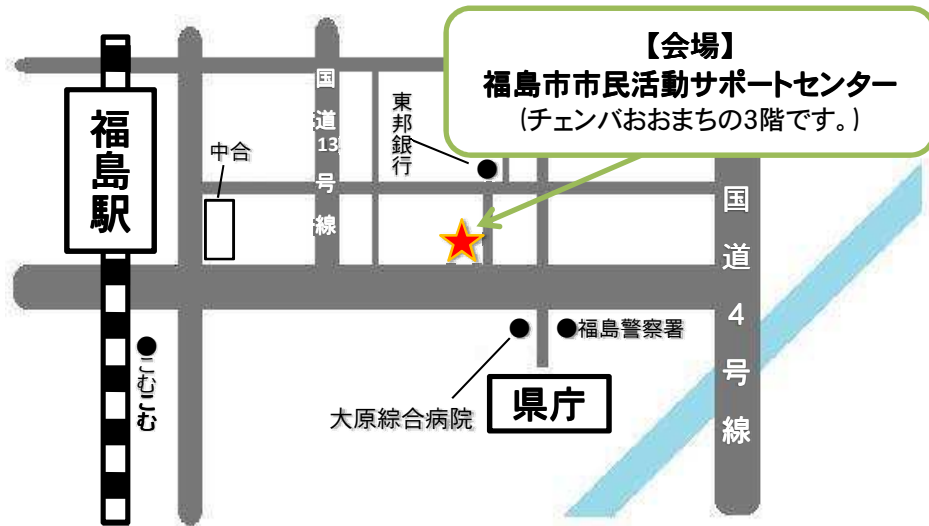 【会場】
福島市市民活動サポートセンター
(チェンバおおまちの3階です。)
福島駅
国道13号線
東邦銀行
中合
国道4号線
こむこむ
福島警察署
大原綜合病院
県庁